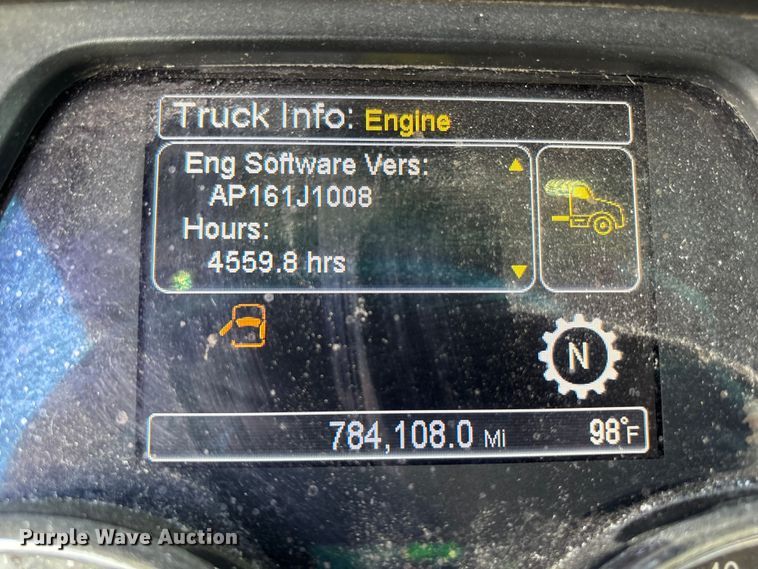 Truck Info: Engine
Eng Software Vers:
AP161J1008
Hours:
4559.8 hrs
N
784,108.0 MI 98°F
Purple Wave Auction